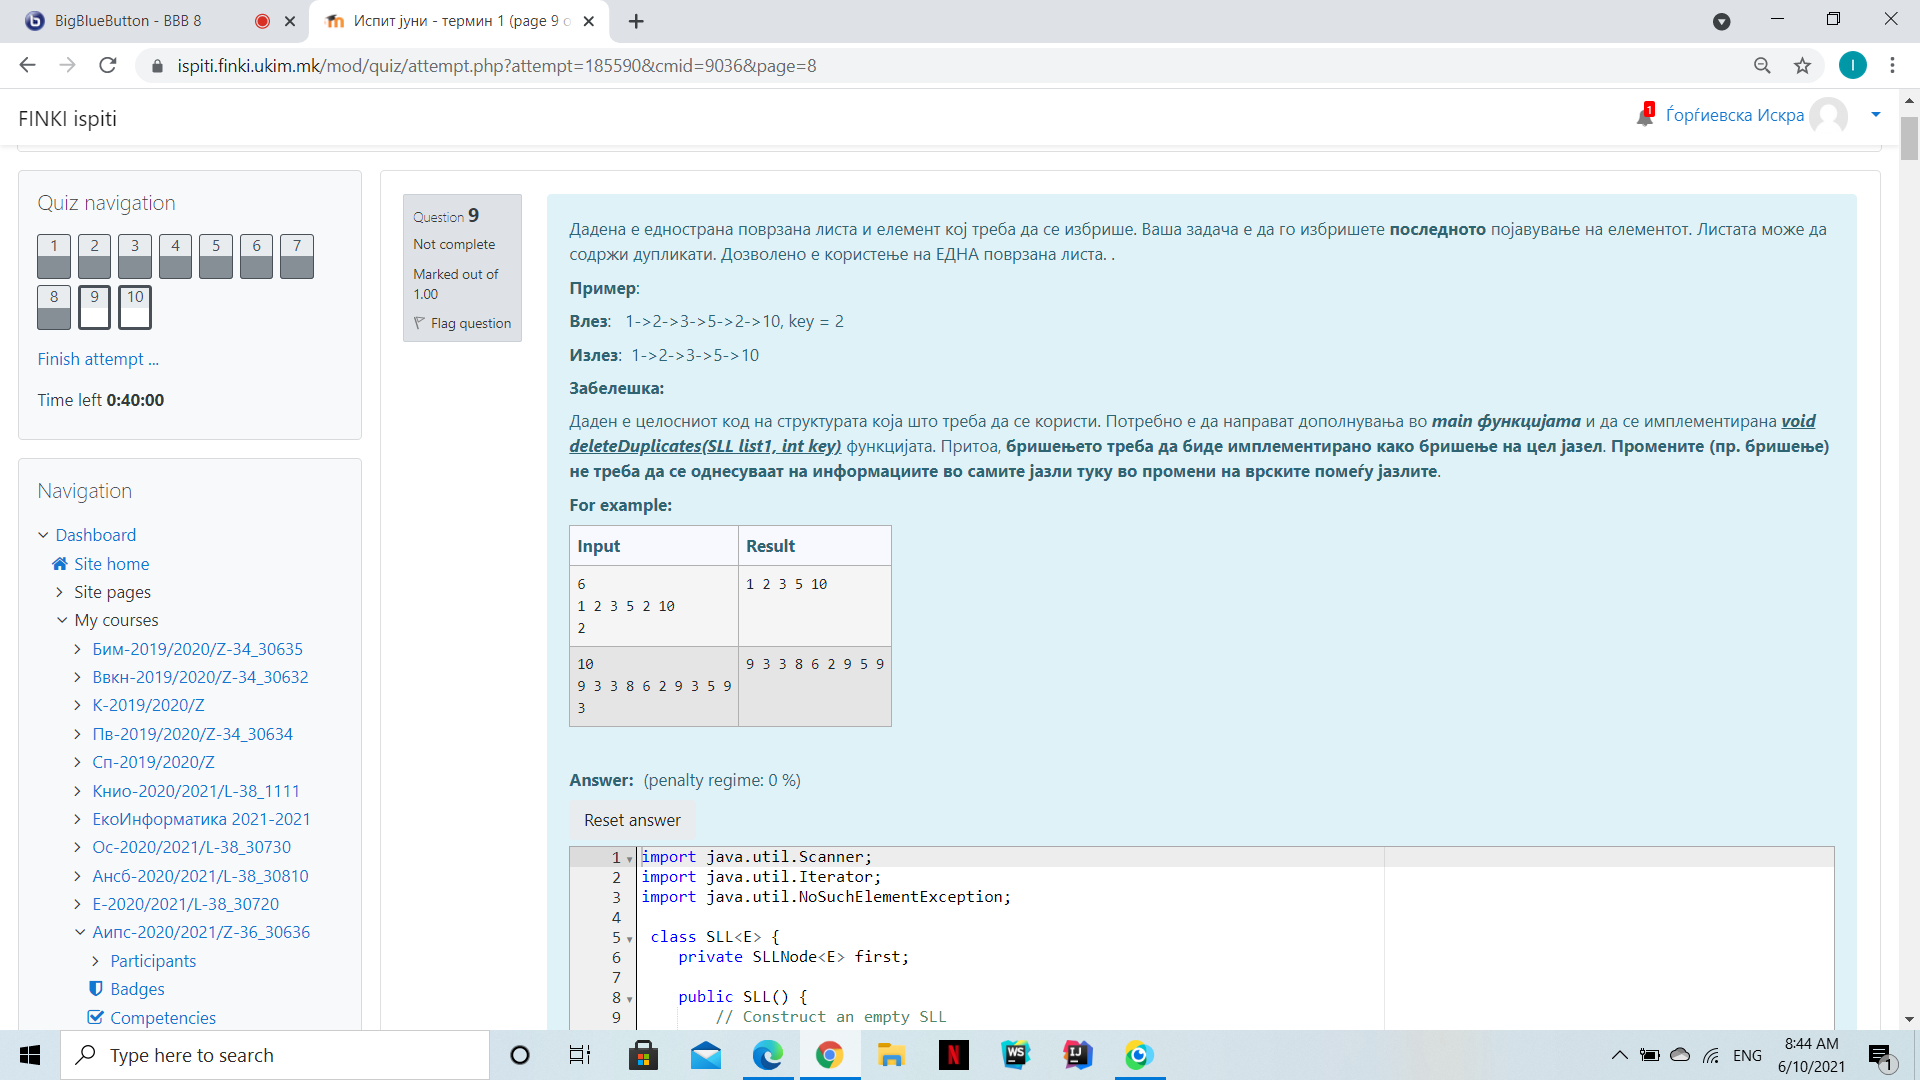 BigBlueButton - BBB 8
Испит јуни - термин 1 (page 9 o
ispiti.finki.ukim.mk/mod/quiz/attempt.php?attempt=185590&cmid=9036&page=8
I
FINKI ispiti
1
Ѓорѓиевска Искра
Quiz navigation
1 2 3 4 5 6 7
8 9 10
Finish attempt ...
Time left 0:40:00
Navigation
Dashboard
Site home
Site pages
My courses
Бим-2019/2020/Z-34_30635
Ввкн-2019/2020/Z-34_30632
К-2019/2020/Z
Пв-2019/2020/Z-34_30634
Сп-2019/2020/Z
Книо-2020/2021/L-38_1111
ЕкоИнформатика 2021-2021
Ос-2020/2021/L-38_30730
Ансб-2020/2021/L-38_30810
Е-2020/2021/L-38_30720
Аипс-2020/2021/Z-36_30636
Participants
Badges
Competencies
Question 9
Not complete
Marked out of
1.00
Flag question
Дадена е еднострана поврзана листа и елемент кој треба да се избрише. Ваша задача е да го избришете последното појавување на елементот. Листата може да
содржи дупликати. Дозволено е користење на ЕДНА поврзана листа. .
Пример:
Влез: 1->2->3->5->2->10, key = 2
Излез: 1->2->3->5->10
Забелешка:
Даден е целосниот код на структурата која што треба да се користи. Потребно е да направат дополнувања во main функцијата и да се имплементирана void
deleteDuplicates(SLL list1, int key) функцијата. Притоа, бришењето треба да биде имплементирано како бришење на цел јазел. Промените (пр. бришење)
не треба да се однесуваат на информациите во самите јазли туку во промени на врските помеѓу јазлите.
For example:
Input Result
6 1 2 3 5 10
1 2 3 5 2 10
2
10 9 3 3 8 6 2 9 5 9
9 3 3 8 6 2 9 3 5 9
3
Answer: (penalty regime: 0 %)
Reset answer
1 import java.util.Scanner;
2 import java.util.Iterator;
3 import java.util.NoSuchElementException;
4
5 class SLL<E> {
6 private SLLNode<E> first;
7
8 public SLL() {
9 // Construct an empty SLL
Type here to search
N
WS
IJ
ENG
8:44 AM
6/10/2021
1